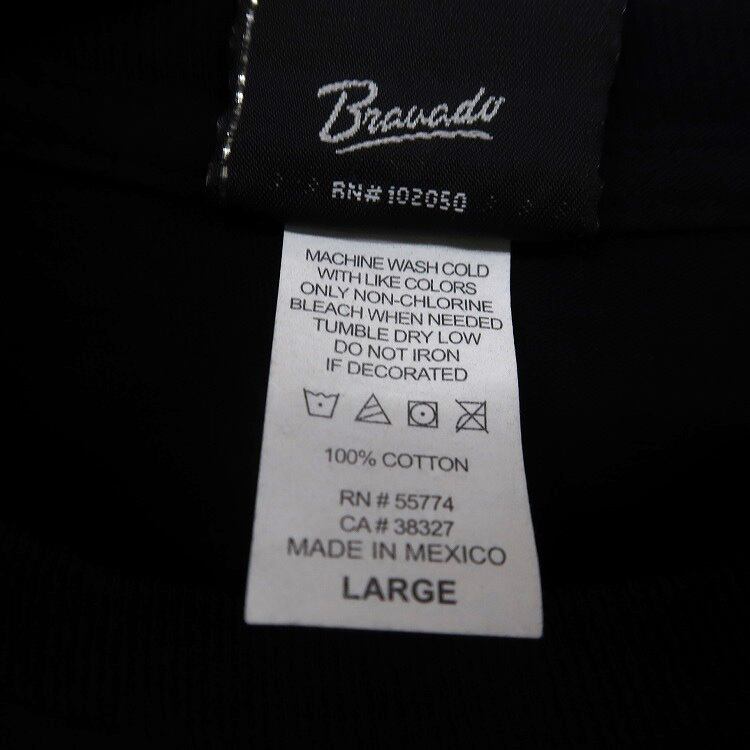 Bravado
RN#102050
MACHINE WASH COLD
WITH LIKE COLORS
ONLY NON-CHLORINE
BLEACH WHEN NEEDED
TUMBLE DRY LOW
DO NOT IRON
IF DECORATED
100% COTTON
RN # 55774
CA # 38327
MADE IN MEXICO
LARGE